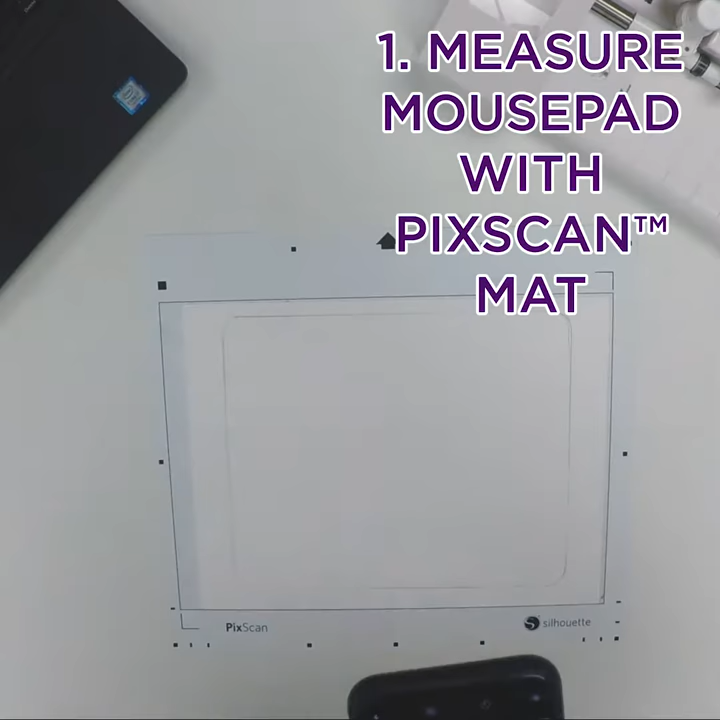 1. MEASURE
MOUSEPAD
WITH
PIXSCAN™
MAT
PixScan
silhouette